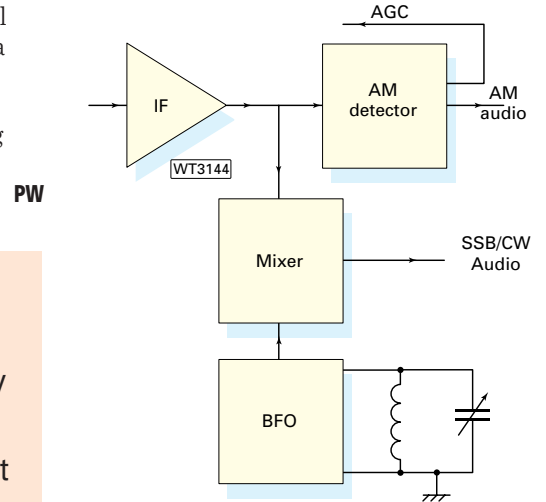 AGC
IF
AM
detector
AM
audio
WT3144
PW
Mixer
SSB/CW
Audio
BFO